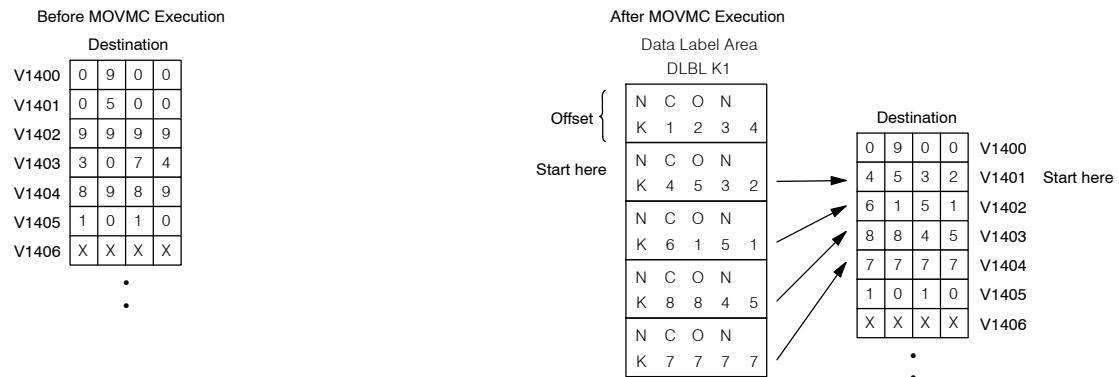 Before MOVMC Execution
Destination
V1400 0 9 0 0
V1401 0 5 0 0
V1402 9 9 9 9
V1403 3 0 7 4
V1404 8 9 8 9
V1405 1 0 1 0
V1406 X X X X
After MOVMC Execution
Data Label Area
DLBL K1
Offset
N C O N
K 1 2 3 4
Start here
N C O N
K 4 5 3 2
N C O N
K 6 1 5 1
N C O N
K 8 8 4 5
N C O N
K 7 7 7 7
Destination
0 9 0 0 V1400
4 5 3 2 V1401 Start here
6 1 5 1 V1402
8 8 4 5 V1403
7 7 7 7 V1404
1 0 1 0 V1405
X X X X V1406